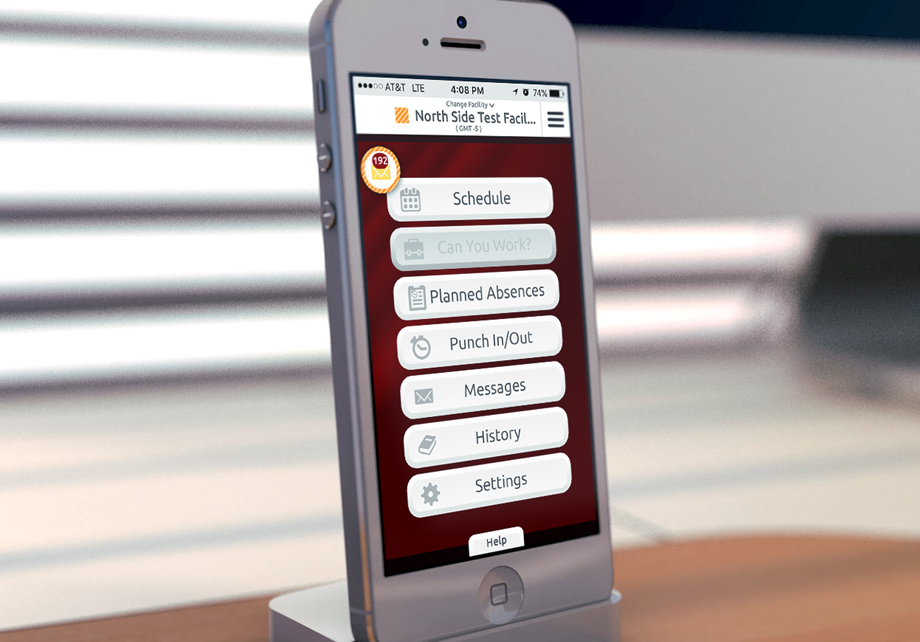 AT&T LTE 4:08 PM 74%
Change Facility
North Side Test Facil...
(GMT-5)
192
Schedule
Can You Work?
Planned Absences
Punch In/Out
Messages
History
Settings
Help